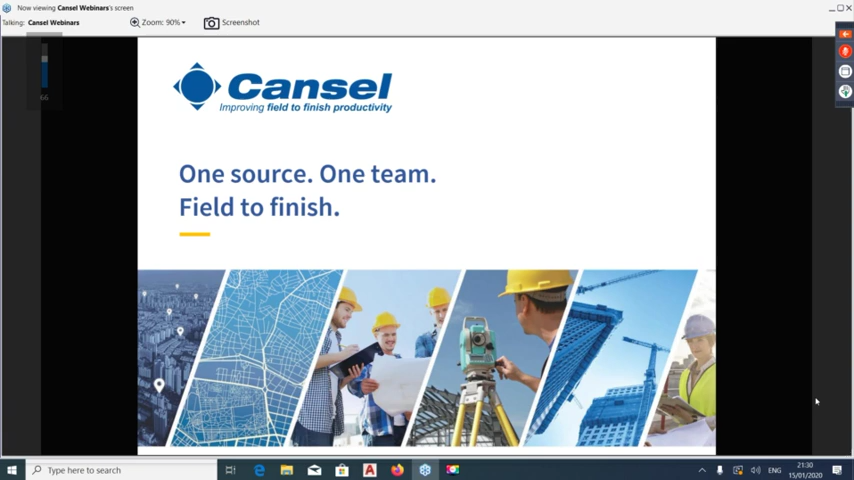 Now viewing Cansel Webinars's screen
Talking: Cansel Webinars
Zoom: 90%
Screenshot
66
Cansel
Improving field to finish productivity
One source. One team.
Field to finish.
Type here to search
ENG
21:30
15/01/2020